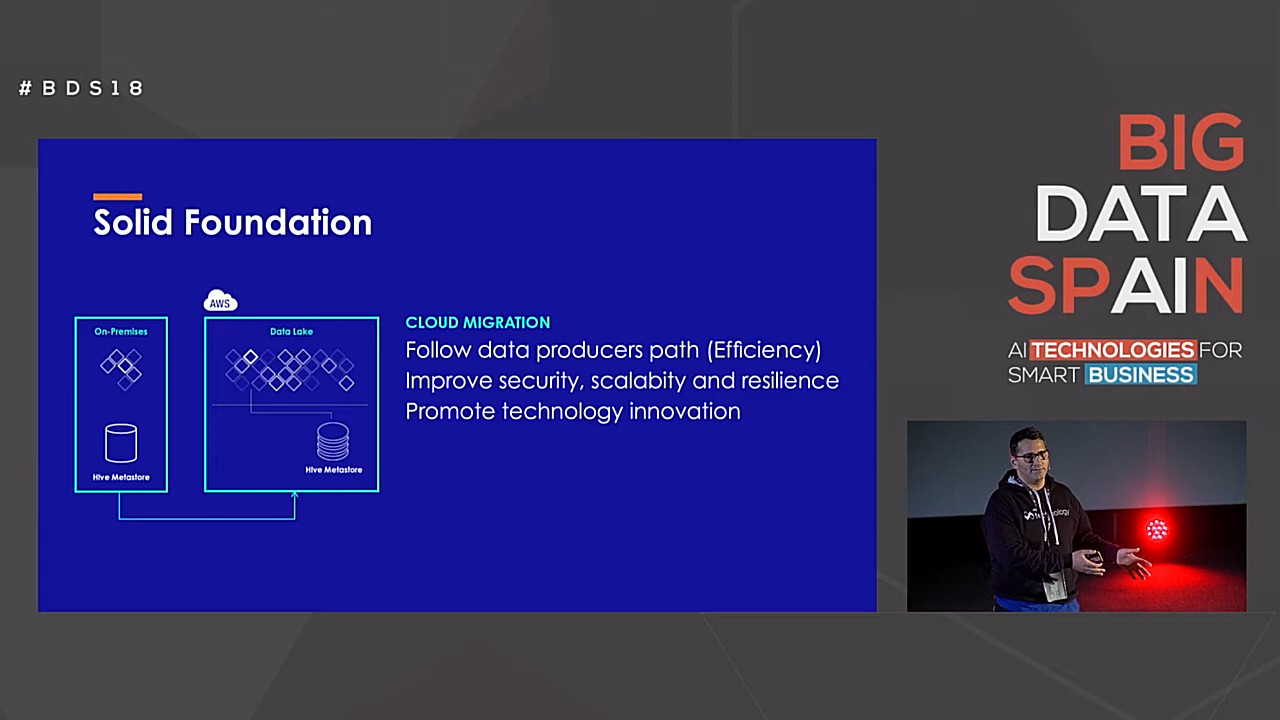 #BDS18
BIG
DATA
SPAIN
AI TECHNOLOGIES FOR
SMART BUSINESS
Solid Foundation
AWS
On-Premises
Data Lake
Hive Metastore
Hive Metastore
CLOUD MIGRATION
Follow data producers path (Efficiency)
Improve security, scalabity and resilience
Promote technology innovation